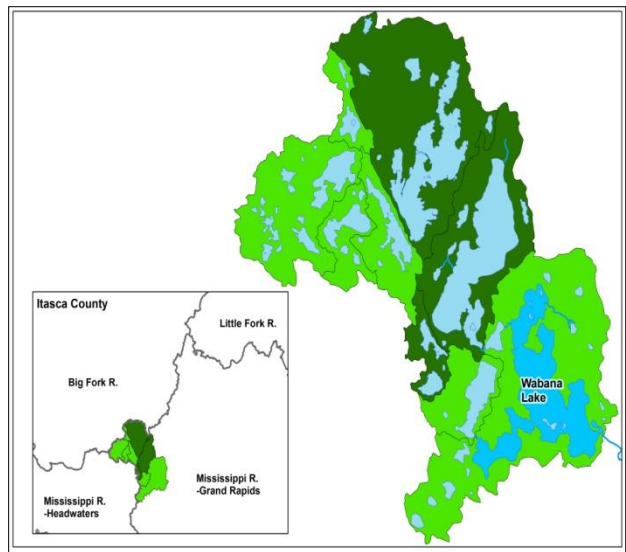 Wabana
Lake
Itasca County
Little Fork R.
Big Fork R.
Mississippi R.
-Grand Rapids
Mississippi R.
-Headwaters